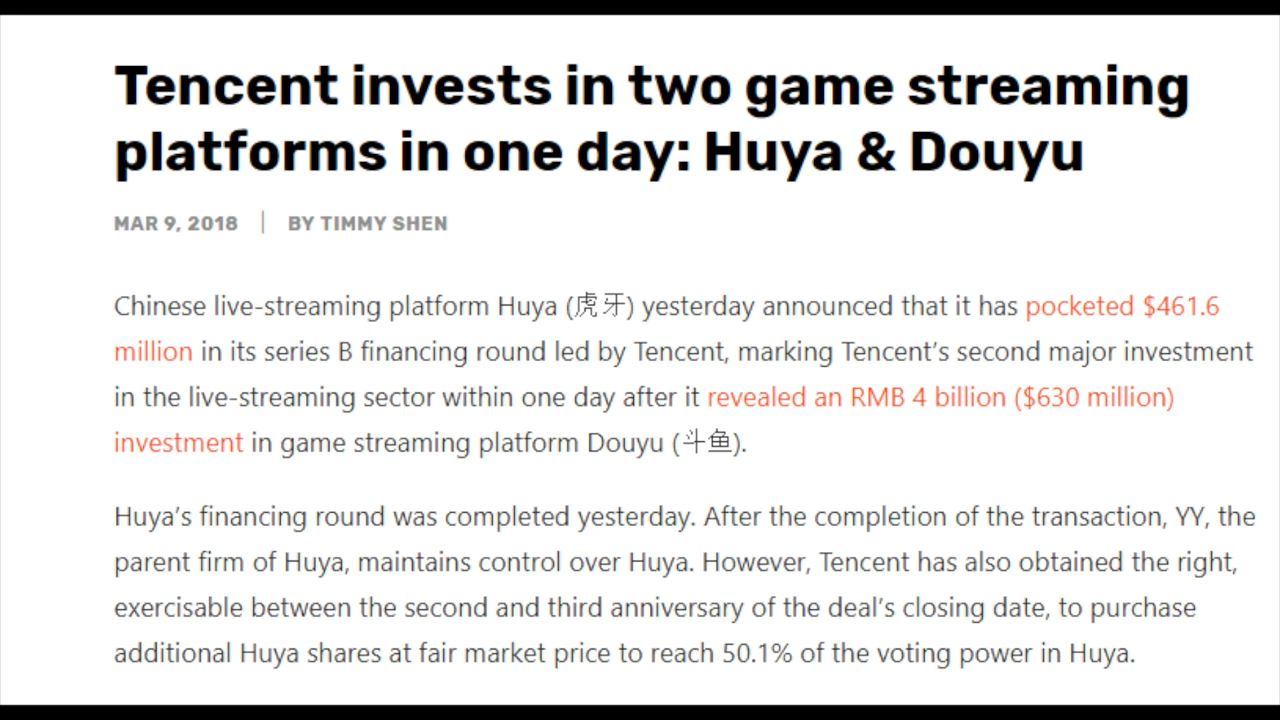 Tencent invests in two game streaming
platforms in one day: Huya & Douyu
MAR 9, 2018 | BY TIMMY SHEN
Chinese live-streaming platform Huya (虎牙) yesterday announced that it has pocketed $461.6
million in its series B financing round led by Tencent, marking Tencent's second major investment
in the live-streaming sector within one day after it revealed an RMB 4 billion ($630 million)
investment in game streaming platform Douyu (斗鱼).
Huya's financing round was completed yesterday. After the completion of the transaction, YY, the
parent firm of Huya, maintains control over Huya. However, Tencent has also obtained the right,
exercisable between the second and third anniversary of the deal's closing date, to purchase
additional Huya shares at fair market price to reach 50.1% of the voting power in Huya.